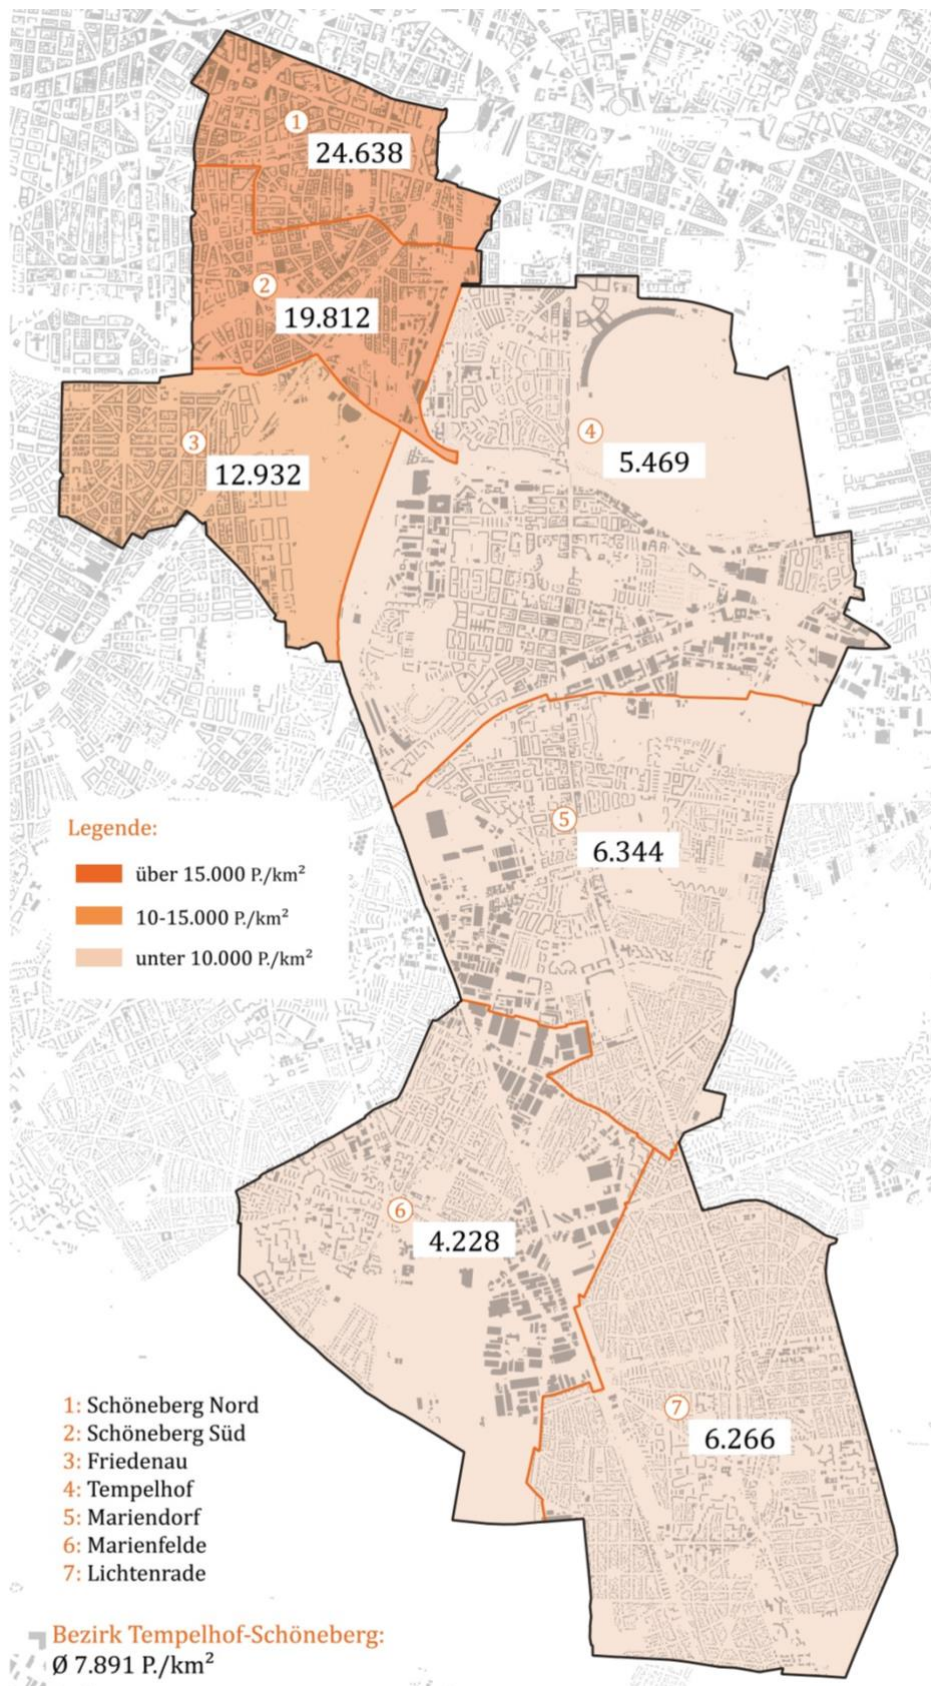 1
24.638
2
19.812
3
12.932
4
5.469
5
6.344
Legende:
über 15.000 P./km²
10-15.000 P./km²
unter 10.000 P./km²
6
4.228
7
6.266
1: Schöneberg Nord
2: Schöneberg Süd
3: Friedenau
4: Tempelhof
5: Mariendorf
6: Marienfelde
7: Lichtenrade
Bezirk Tempelhof-Schöneberg:
Ø 7.891 P./km²